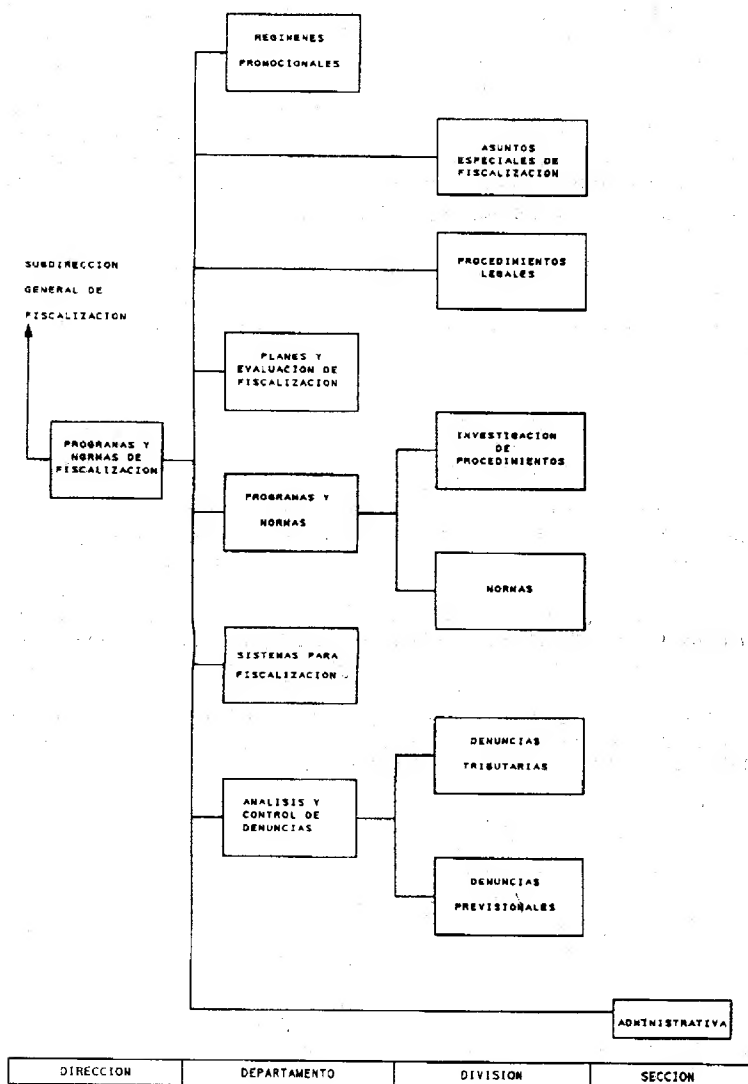 REGIMENES
PROMOCIONALES
ASUNTOS
ESPECIALES DE
FISCALIZACION
PROCEDIMIENTOS
LEGALES
SUBDIRECCION
GENERAL DE
FISCALIZACION
PLANES Y
EVALUACION DE
FISCALIZACION
PROGRAMAS Y
NORMAS DE
FISCALIZACION
INVESTIGACION
DE
PROCEDIMIENTOS
PROGRAMAS Y
NORMAS
NORMAS
SISTEMAS PARA
FISCALIZACION
DENUNCIAS
TRIBUTARIAS
ANALISIS Y
CONTROL DE
DENUNCIAS
DENUNCIAS
PREVISIONALES
ADMINISTRATIVA
DIRECCION DEPARTAMENTO DIVISION SECCION